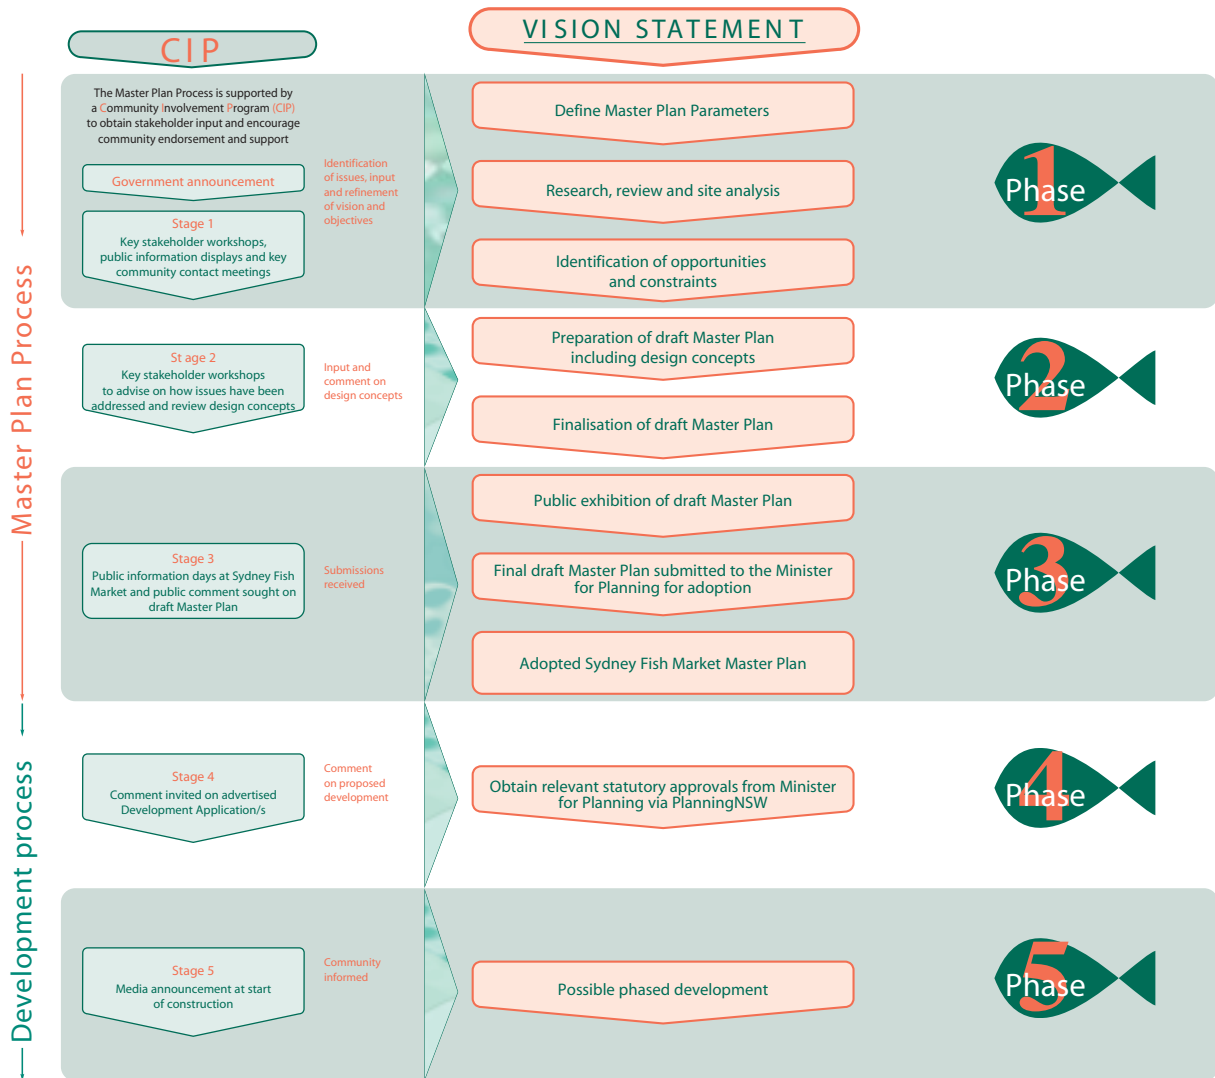 VISION STATEMENT
CIP
The Master Plan Process is supported by
a Community Involvement Program (CIP)
to obtain stakeholder input and encourage
community endorsement and support
Government announcement
Stage 1
Key stakeholder workshops,
public information displays and key
community contact meetings
Identification
of issues, input
and refinement
of vision and
objectives
Define Master Plan Parameters
Research, review and site analysis
Identification of opportunities
and constraints
1
Phase
St age 2
Key stakeholder workshops
to advise on how issues have been
addressed and review design concepts
Input and
comment on
design concepts
Preparation of draft Master Plan
including design concepts
Finalisation of draft Master Plan
2
Phase
Stage 3
Public information days at Sydney Fish
Market and public comment sought on
draft Master Plan
Submissions
received
Public exhibition of draft Master Plan
Final draft Master Plan submitted to the Minister
for Planning for adoption
Adopted Sydney Fish Market Master Plan
3
Phase
Master Plan Process
Stage 4
Comment invited on advertised
Development Application/s
Comment
on proposed
development
Obtain relevant statutory approvals from Minister
for Planning via PlanningNSW
4
Phase
Stage 5
Media announcement at start
of construction
Community
informed
Possible phased development
5
Phase
Development process